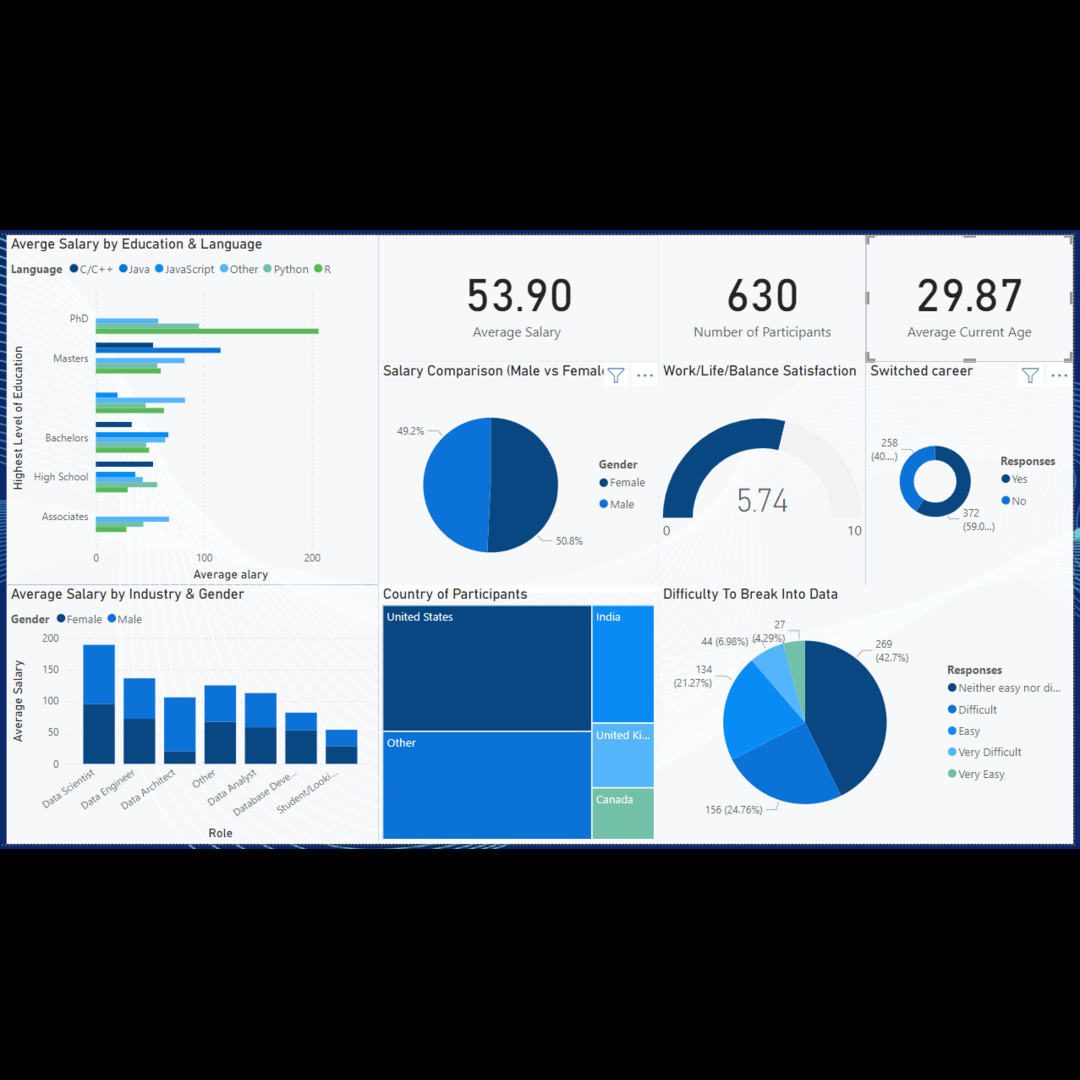 Averge Salary by Education & Language
Language C/C++ Java JavaScript Other Python R
Highest Level of Education
PhD
Masters
Bachelors
High School
Associates
0 100 200
Average alary
53.90
Average Salary
630
Number of Participants
29.87
Average Current Age
Salary Comparison (Male vs Femal
49.2%
50.8%
Gender
Female
Male
Work/Life/Balance Satisfaction
5.74
0 10
Switched career
258
(40....)
372
(59.0...)
Responses
Yes
No
Average Salary by Industry & Gender
Gender Female Male
Average Salary
200
150
100
50
0
Data Scientist
Data Engineer
Data Architect
Other
Data Analyst
Database Deve...
Student/Looki...
Role
Country of Participants
United States
India
Other
United Ki...
Canada
Difficulty To Break Into Data
27
(4.29%)
44 (6.98%)
134
(21.27%)
269
(42.7%)
156 (24.76%)
Responses
Neither easy nor di...
Difficult
Easy
Very Difficult
Very Easy